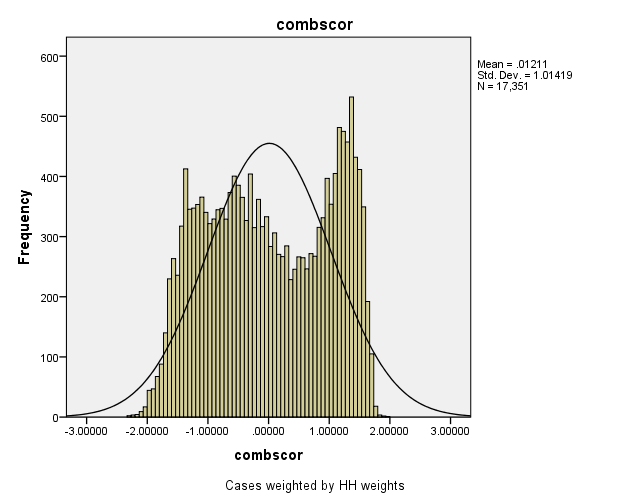 combscor
Mean = .01211
Std. Dev. = 1.01419
N = 17,351
Frequency
600
500
400
300
200
100
0
-3.00000 -2.00000 -1.00000 .00000 1.00000 2.00000 3.00000
combscor
Cases weighted by HH weights